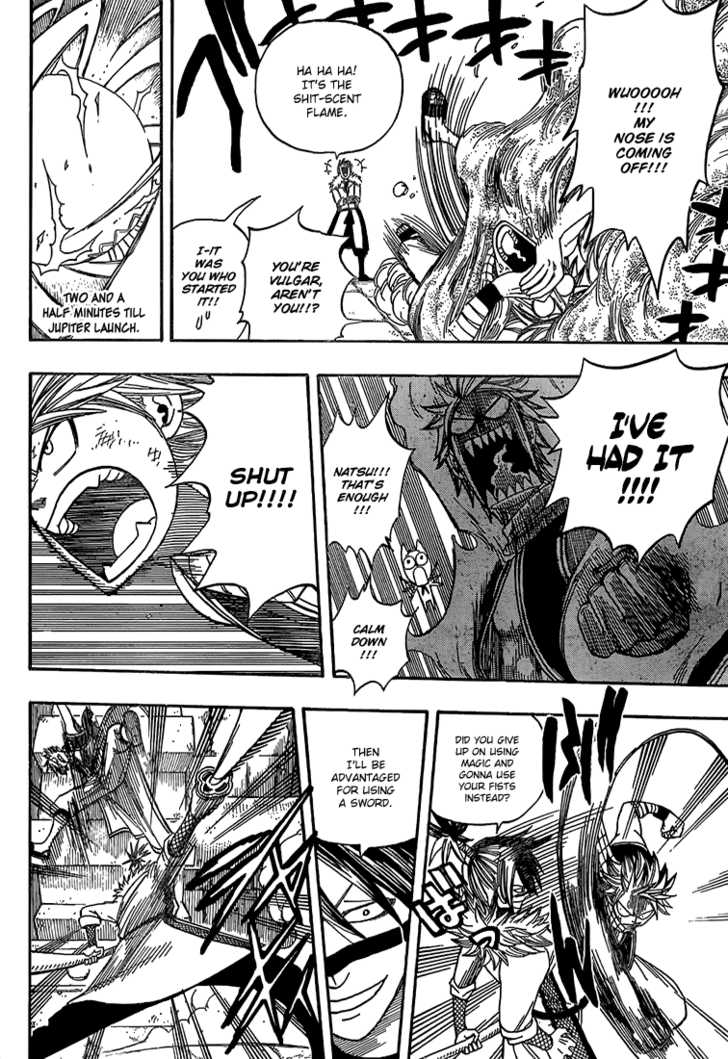 WUOOOOH
!!!
MY
NOSE IS
COMING
OFF!!!
HA HA HA!
IT'S THE
SHIT-SCENT
FLAME.
YOU'RE
VULGAR,
AREN'T
YOU!!?
I-IT
WAS
YOU WHO
STARTED
IT!!
TWO AND A
HALF MINUTES TILL
JUPITER LAUNCH.
I'VE
HAD IT
!!!!
NATSU!!!
THAT'S
ENOUGH
!!!
CALM
DOWN
!!!
SHUT
UP!!!!
DID YOU GIVE
UP ON USING
MAGIC AND
GONNA USE
YOUR FISTS
INSTEAD?
THEN
I'LL BE
ADVANTAGED
FOR USING
A SWORD.